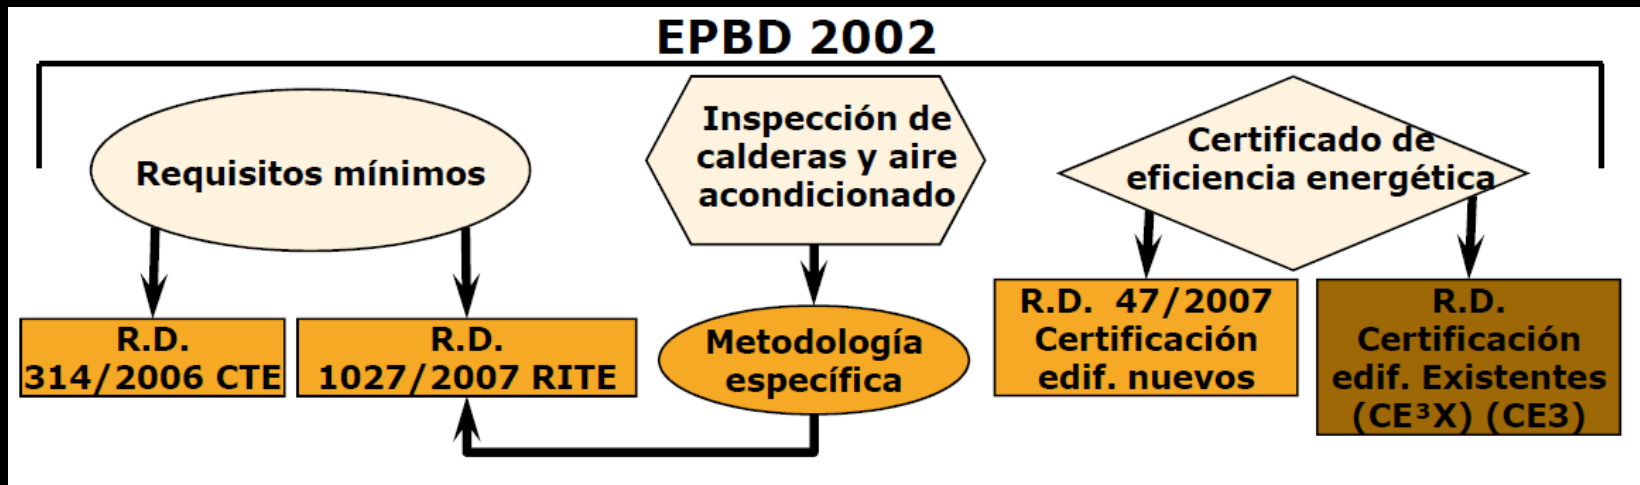 EPBD 2002
Requisitos mínimos
Inspección de
calderas y aire
acondicionado
Certificado de
eficiencia energética
R.D.
314/2006 CTE
R.D.
1027/2007 RITE
Metodología
específica
R.D. 47/2007
Certificación
edif. nuevos
R.D.
Certificación
edif. Existentes
(CE³X) (CE3)